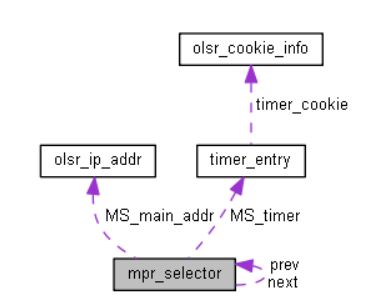 olsr_cookie_info
timer_cookie
olsr_ip_addr
timer_entry
MS_main_addr
MS_timer
mpr_selector
prev
next